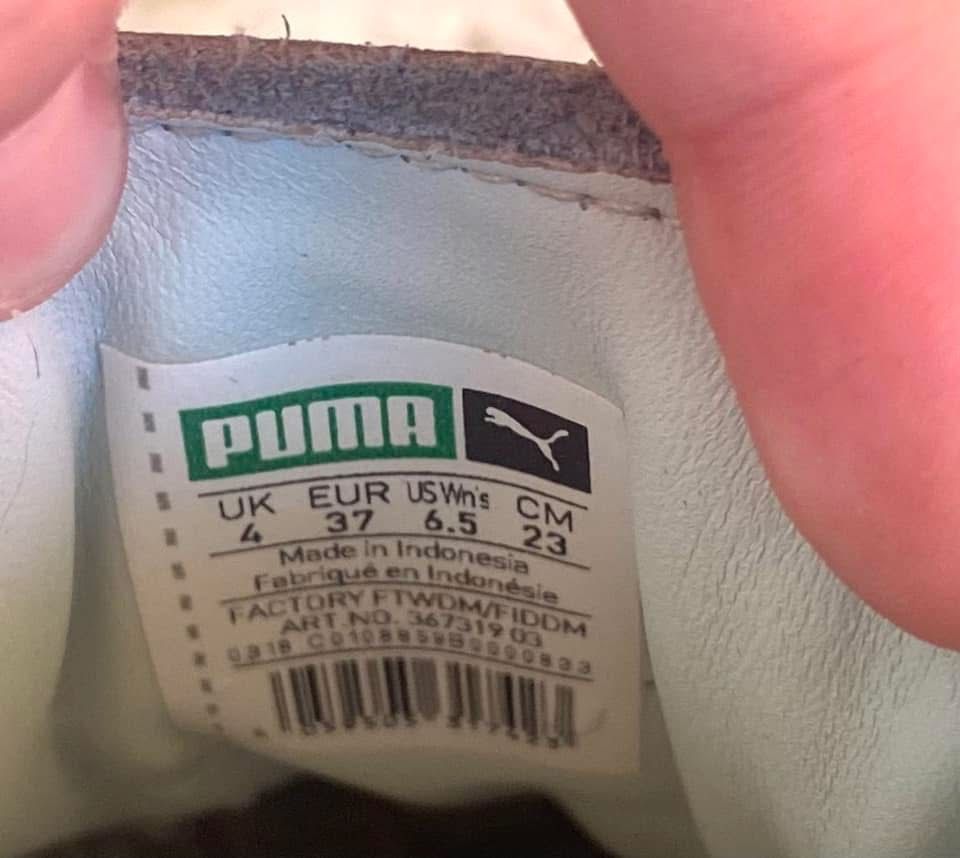 PUMA
UK EUR US Wn's CM
4 37 6.5 23
Made in Indonesia
Fabriqué en Indonésie
FACTORY FTWDM/FIDDM
ART.NO. 367319 03
0818